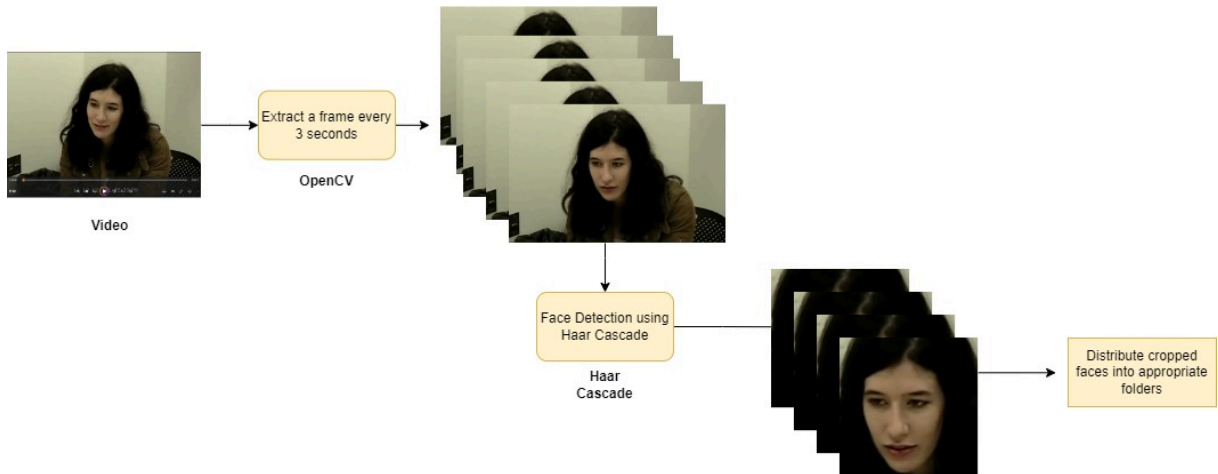 Extract a frame every
3 seconds
OpenCV
Video
Face Detection using
Haar Cascade
Haar
Cascade
Distribute cropped
faces into appropriate
folders